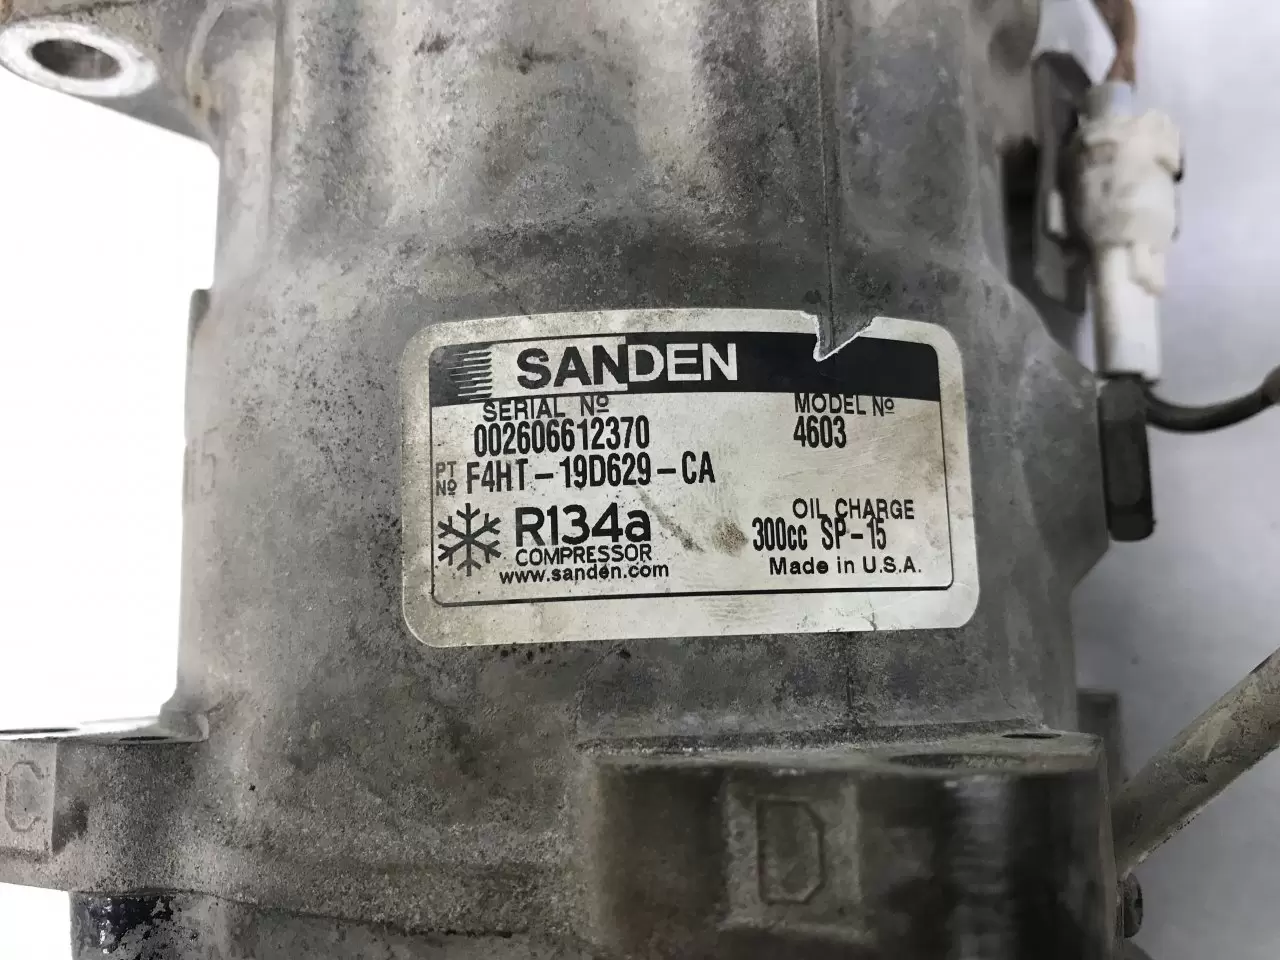 SANDEN
SERIAL Nº MODEL Nº
002606612370 4603
PT Nº F4HT-19D629-CA
R134a OIL CHARGE
COMPRESSOR 300cc SP-15
www.sanden.com Made in U.S.A.
C
D